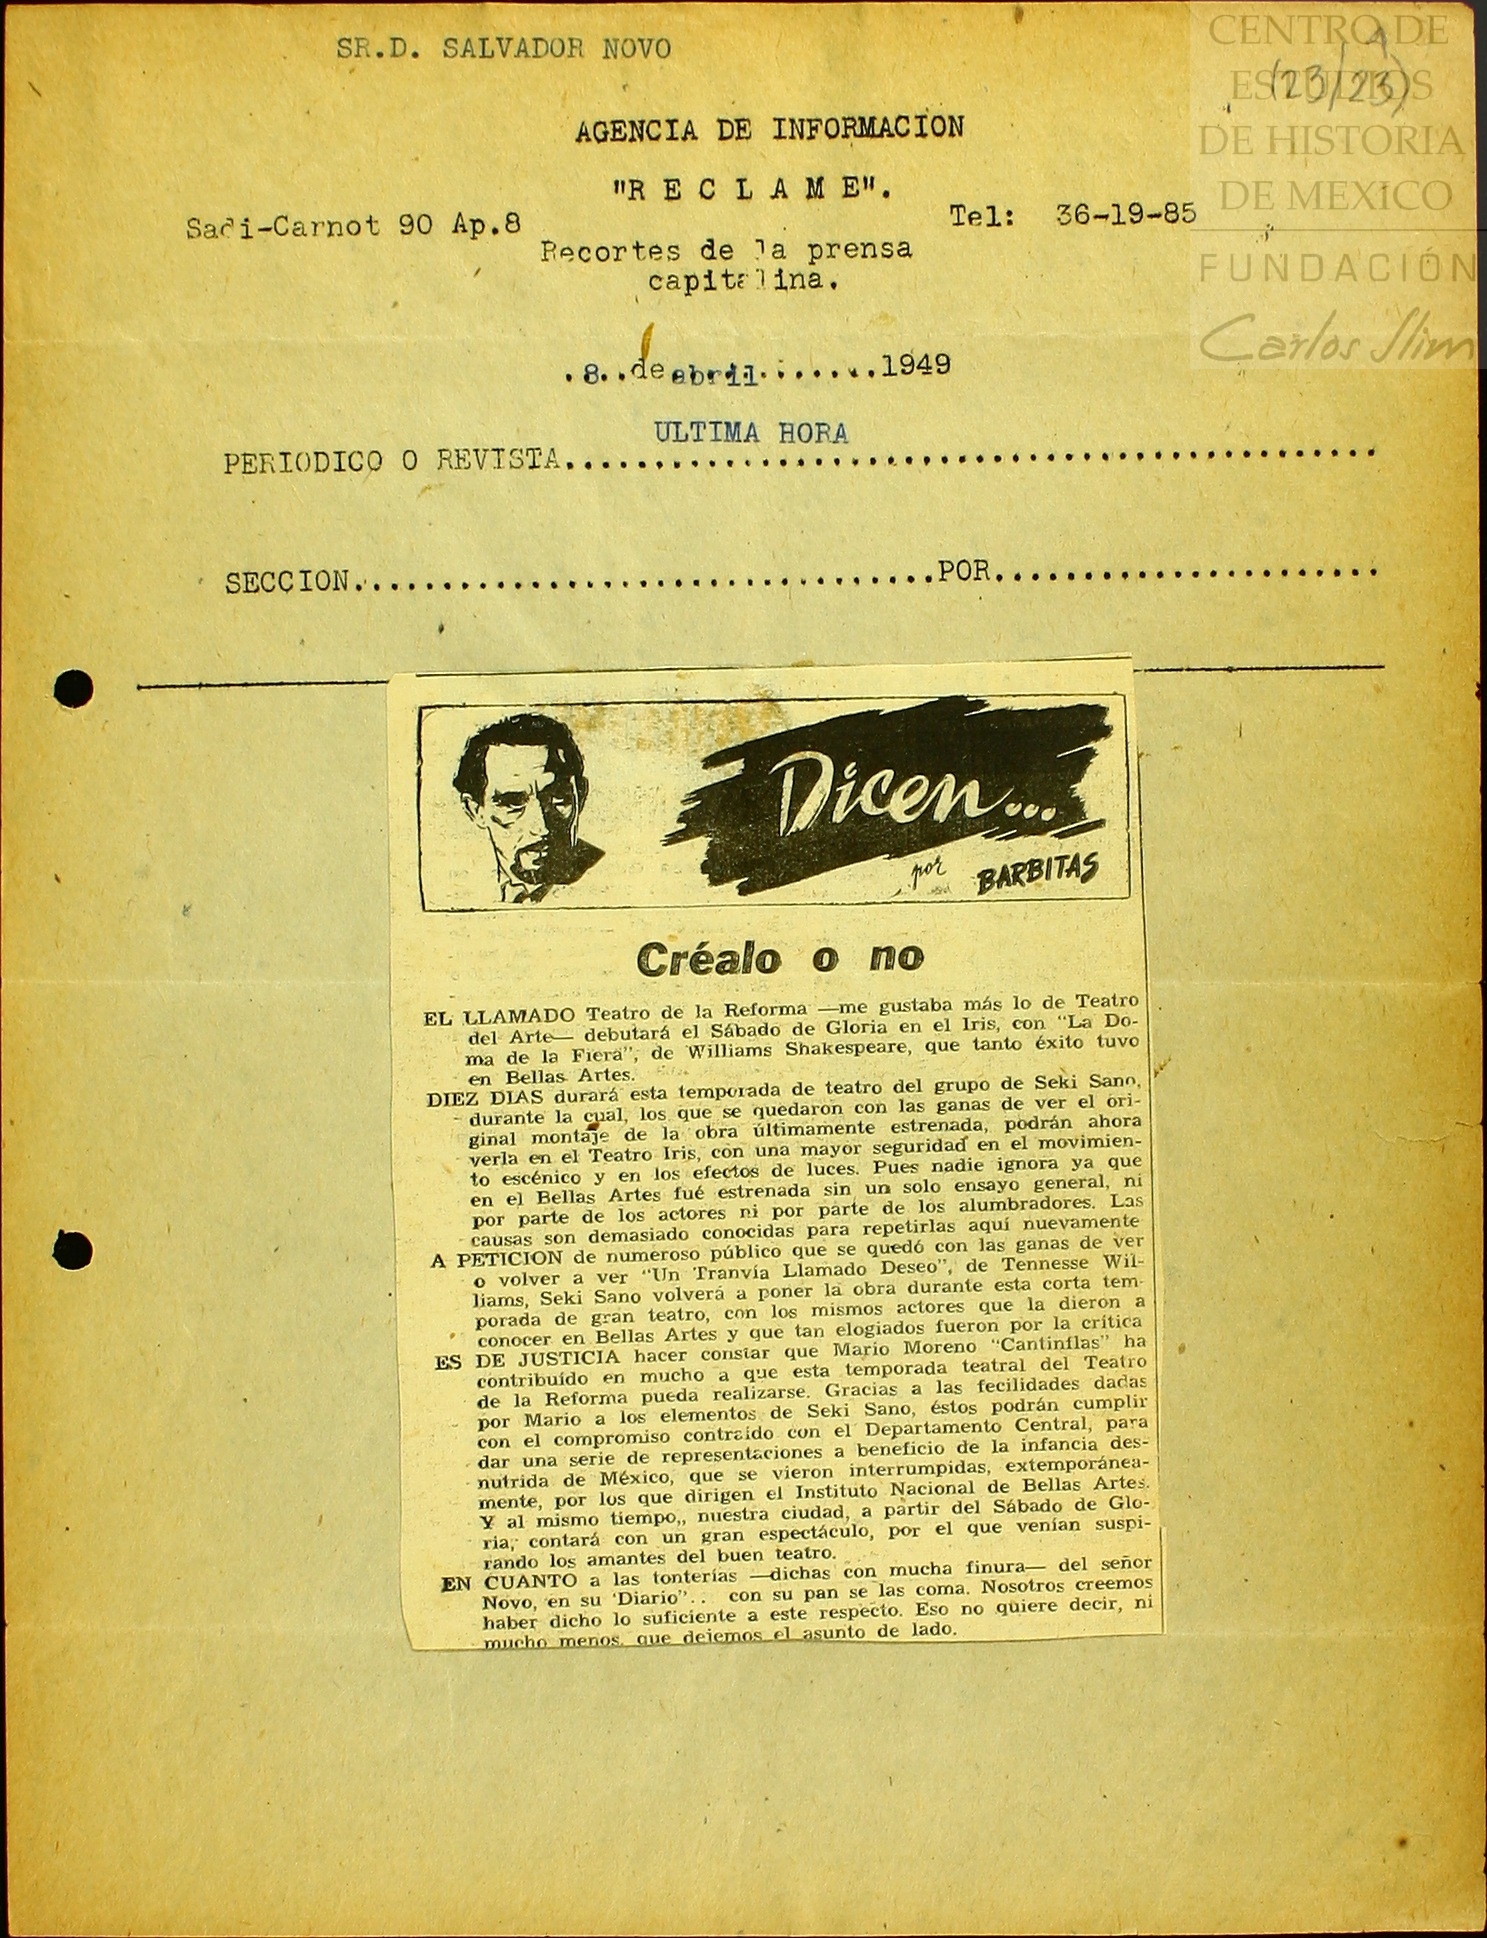 SR.D. SALVADOR NOVO
CENTRO DE
ESTUDIOS
(23/23)
DE HISTORIA
DE MEXICO
FUNDACIÓN
Carlos Slim
AGENCIA DE INFORMACION
"R E C L A M E".
Sadi-Carnot 90 Ap.8
Tel: 36-19-85
Recortes de la prensa
capitalina.
.8..de abril.......1949
ULTIMA HORA
PERIODICO O REVISTA..............................................
SECCION.................................POR......................
Dicen...
por BARBITAS
Créalo o no
EL LLAMADO Teatro de la Reforma —me gustaba más lo de Teatro
del Arte— debutará el Sábado de Gloria en el Iris, con "La Do-
ma de la Fiera", de Williams Shakespeare, que tanto éxito tuvo
en Bellas Artes.
DIEZ DIAS durará esta temporada de teatro del grupo de Seki Sano,
durante la cual, los que se quedaron con las ganas de ver el ori-
ginal montaje de la obra últimamente estrenada, podrán ahora
verla en el Teatro Iris, con una mayor seguridad en el movimien-
to escénico y en los efectos de luces. Pues nadie ignora ya que
en el Bellas Artes fué estrenada sin un solo ensayo general, ni
por parte de los actores ni por parte de los alumbradores. Las
causas son demasiado conocidas para repetirlas aquí nuevamente
A PETICION de numeroso público que se quedó con las ganas de ver
o volver a ver "Un Tranvía Llamado Deseo", de Tennesse Wil-
liams, Seki Sano volverá a poner la obra durante esta corta tem-
porada de gran teatro, con los mismos actores que la dieron a
conocer en Bellas Artes y que tan elogiados fueron por la crítica
ES DE JUSTICIA hacer constar que Mario Moreno "Cantinflas" ha
contribuído en mucho a que esta temporada teatral del Teatro
de la Reforma pueda realizarse. Gracias a las fecilidades dadas
por Mario a los elementos de Seki Sano, éstos podrán cumplir
con el compromiso contraído con el Departamento Central, para
dar una serie de representaciones a beneficio de la infancia des-
nutrida de México, que se vieron interrumpidas, extemporánea-
mente, por los que dirigen el Instituto Nacional de Bellas Artes.
Y al mismo tiempo,, nuestra ciudad, a partir del Sábado de Glo-
ria, contará con un gran espectáculo, por el que venían suspi-
rando los amantes del buen teatro.
EN CUANTO a las tonterías —dichas con mucha finura— del señor
Novo, en su 'Diario".. con su pan se las coma. Nosotros creemos
haber dicho lo suficiente a este respecto. Eso no quiere decir, ni
mucho menos, que dejemos el asunto de lado.